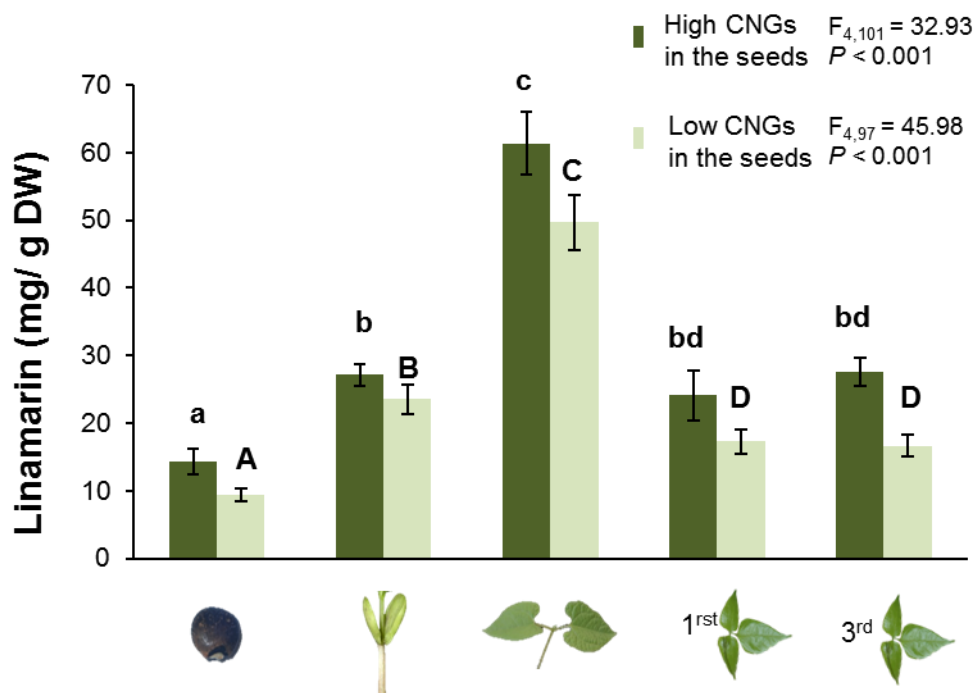 High CNGs
in the seeds
F4,101 = 32.93
P < 0.001
Low CNGs
in the seeds
F4,97 = 45.98
P < 0.001
Linamarin (mg/ g DW)
70
60
50
40
30
20
10
0
a
A
b
B
c
C
bd
D
bd
D
1rst
3rd